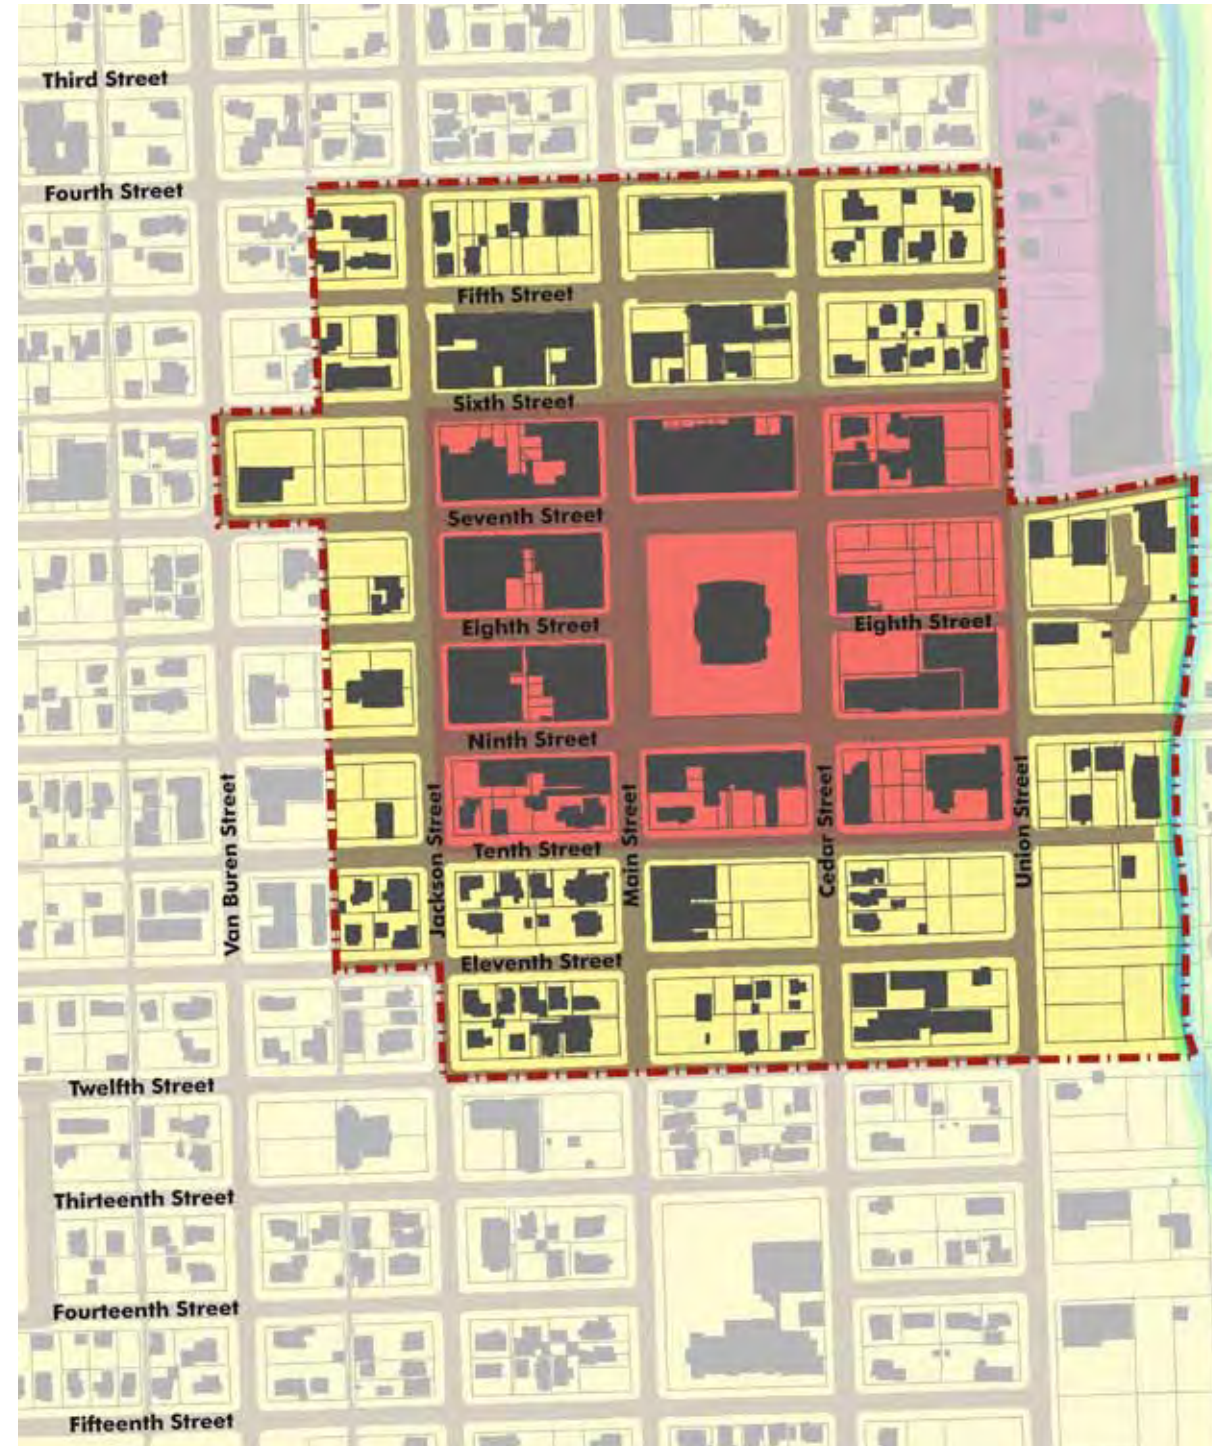 Third Street
Fourth Street
Fifth Street
Sixth Street
Seventh Street
Eighth Street
Eighth Street
Ninth Street
Van Buren Street
Jackson Street
Main Street
Cedar Street
Union Street
Tenth Street
Eleventh Street
Twelfth Street
Thirteenth Street
Fourteenth Street
Fifteenth Street